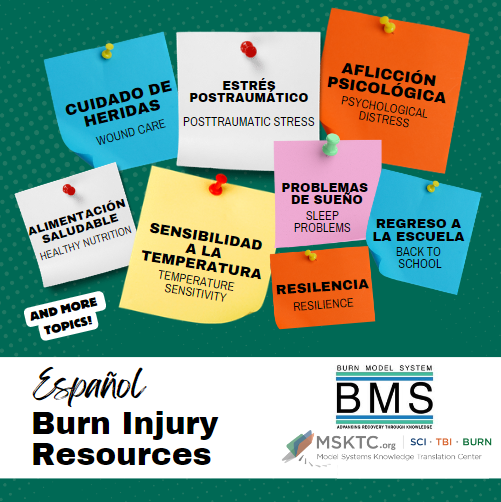 CUIDADO DE
HERIDAS
WOUND CARE
ESTRÉS
POSTRAUMÁTICO
POSTTRAUMATIC STRESS
AFLICCIÓN
PSICOLÓGICA
PSYCHOLOGICAL
DISTRESS
ALIMENTACIÓN
SALUDABLE
HEALTHY NUTRITION
SENSIBILIDAD
A LA
TEMPERATURA
TEMPERATURE
SENSITIVITY
PROBLEMAS
DE SUEÑO
SLEEP
PROBLEMS
REGRESO A
LA ESCUELA
BACK TO
SCHOOL
RESILENCIA
RESILIENCE
AND MORE
TOPICS!
Español
Burn Injury
Resources
BURN MODEL SYSTEM
BMS
ADVANCING RECOVERY THROUGH KNOWLEDGE
MSKTC.org | SCI · TBI · BURN
Model Systems Knowledge Translation Center